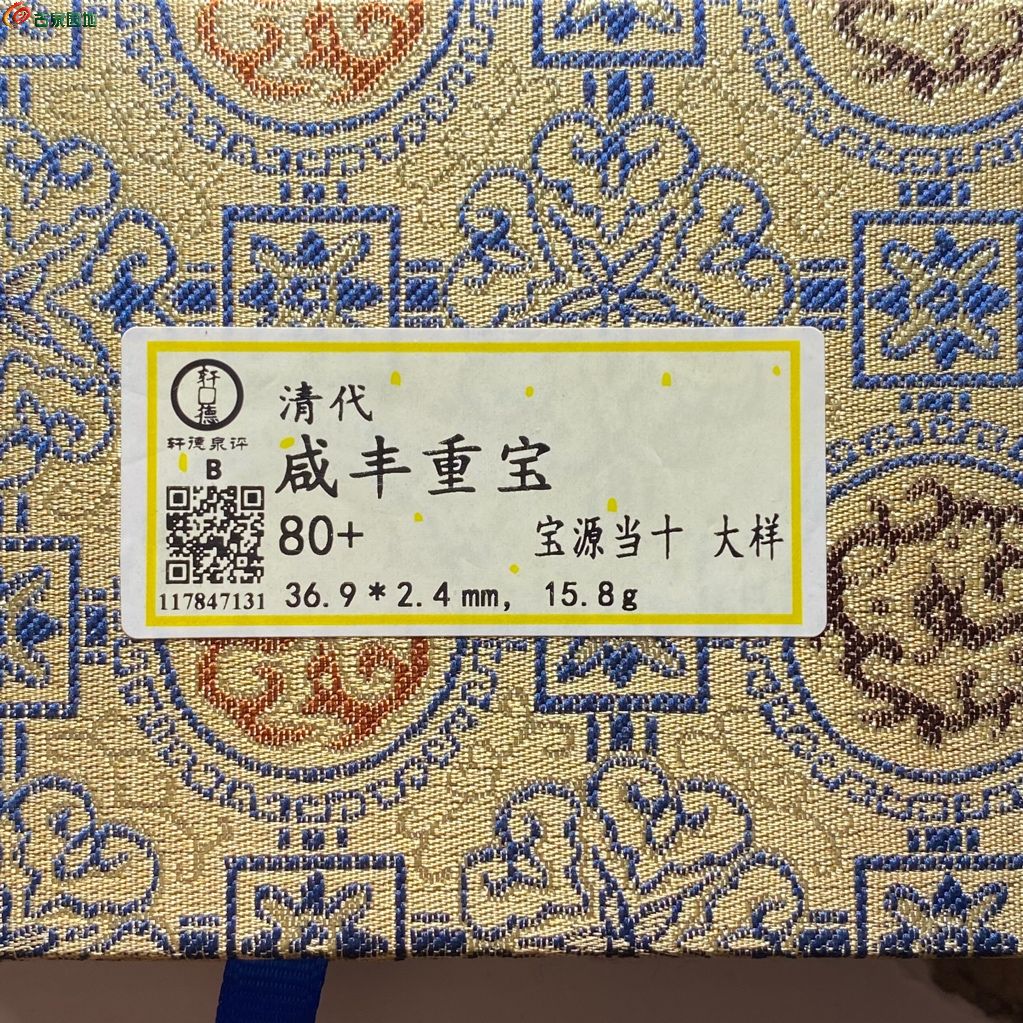 古泉园地
轩
德
轩德泉评
B
117847131
清代
咸丰重宝
80+
宝源当十 大样
36.9*2.4mm, 15.8g